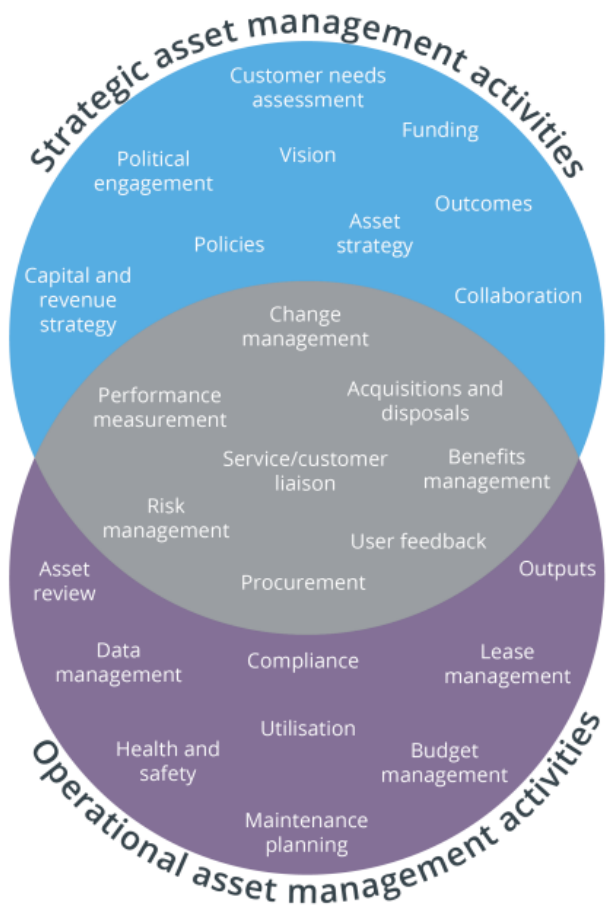 Strategic asset management activities
Customer needs
assessment
Funding
Vision
Political
engagement
Outcomes
Asset
strategy
Policies
Capital and
revenue
strategy
Collaboration
Change
management
Performance
measurement
Acquisitions and
disposals
Service/customer
liaison
Benefits
management
Risk
management
User feedback
Procurement
Asset
review
Outputs
Data
management
Compliance
Lease
management
Utilisation
Health and
safety
Budget
management
Maintenance
planning
Operational asset management activities